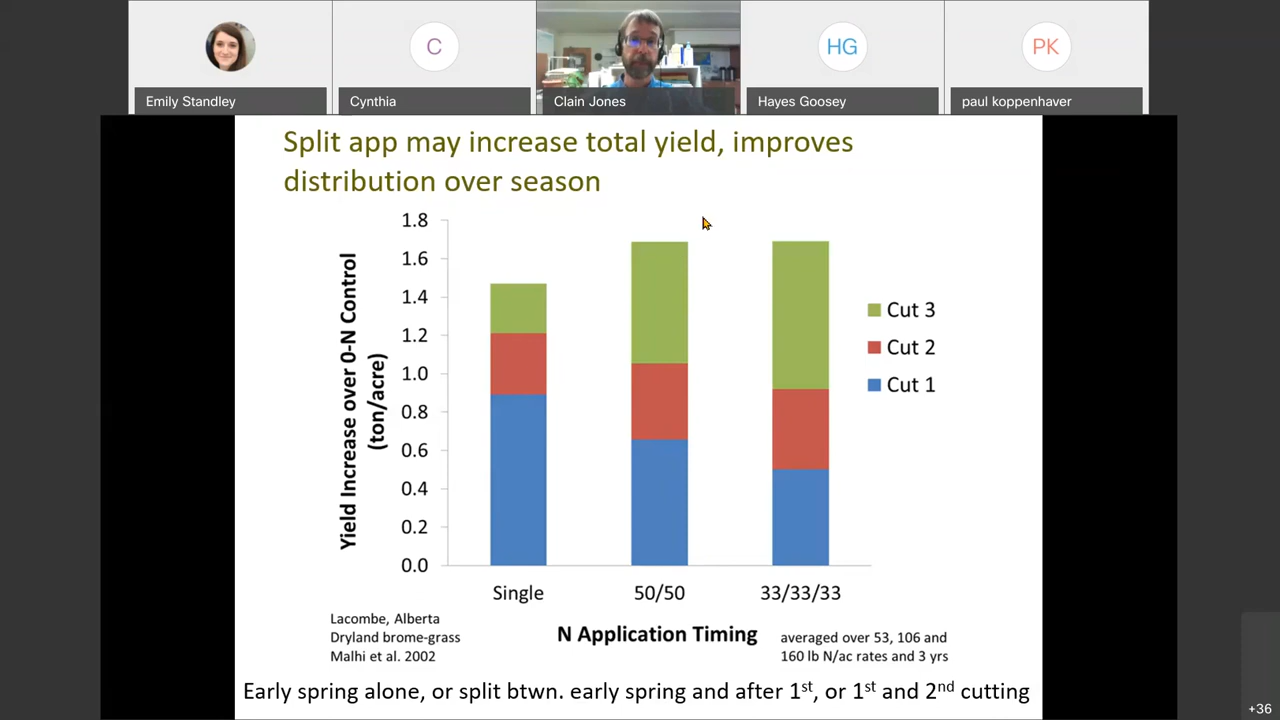 C
HG
PK
Emily Standley
Cynthia
Clain Jones
Hayes Goosey
paul koppenhaver
Split app may increase total yield, improves
distribution over season
Yield Increase over 0-N Control
(ton/acre)
1.8
1.6
1.4
1.2
1.0
0.8
0.6
0.4
0.2
0.0
Cut 3
Cut 2
Cut 1
Single
50/50
33/33/33
N Application Timing
Lacombe, Alberta
Dryland brome-grass
Malhi et al. 2002
averaged over 53, 106 and
160 lb N/ac rates and 3 yrs
Early spring alone, or split btwn. early spring and after 1st, or 1st and 2nd cutting
+36